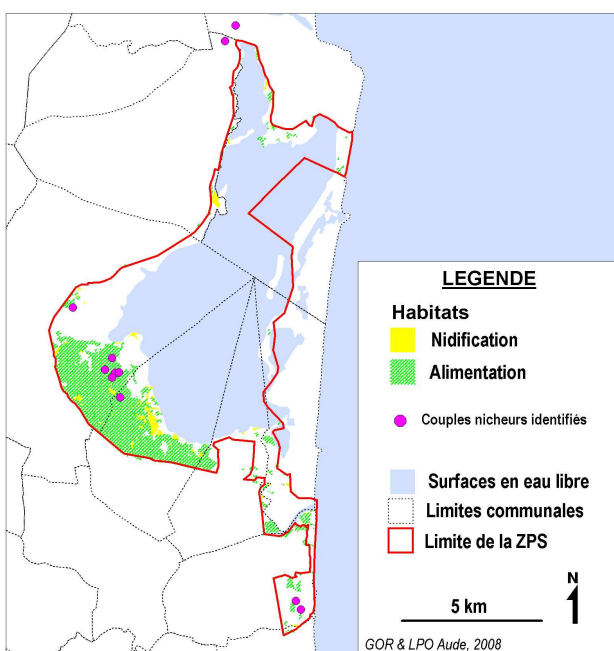 LEGENDE
Habitats
Nidification
Alimentation
Couples nicheurs identifiés
Surfaces en eau libre
Limites communales
Limite de la ZPS
N
5 km
GOR & LPO Aude, 2008